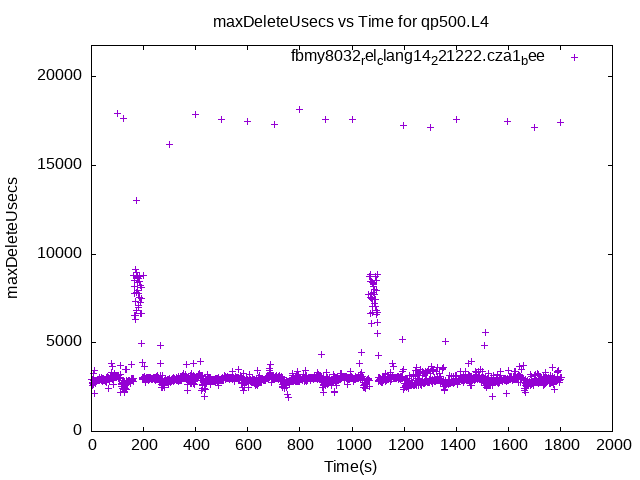 maxDeleteUsecs vs Time for qp500.L4
fbmy8032relclang14221222.cza1bee
20000
15000
10000
5000
0
maxDeleteUsecs
0 200 400 600 800 1000 1200 1400 1600 1800 2000
Time(s)